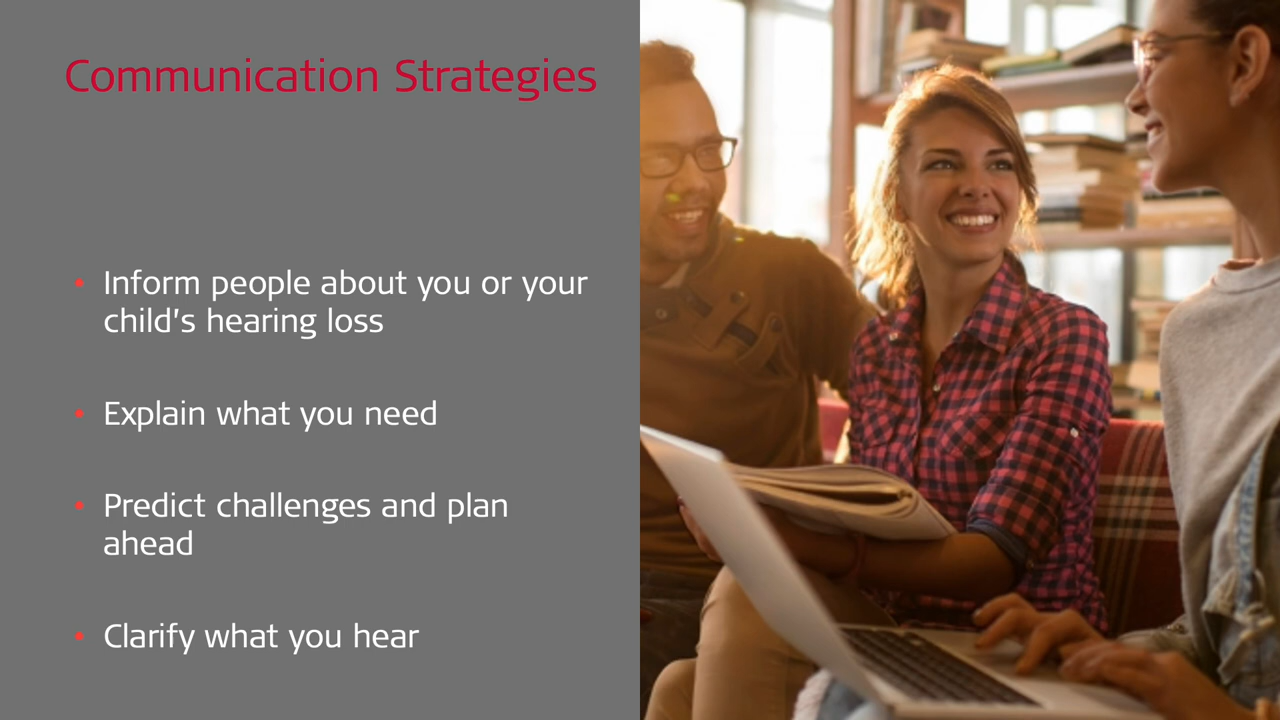 Communication Strategies
• Inform people about you or your
child's hearing loss
• Explain what you need
• Predict challenges and plan
ahead
• Clarify what you hear